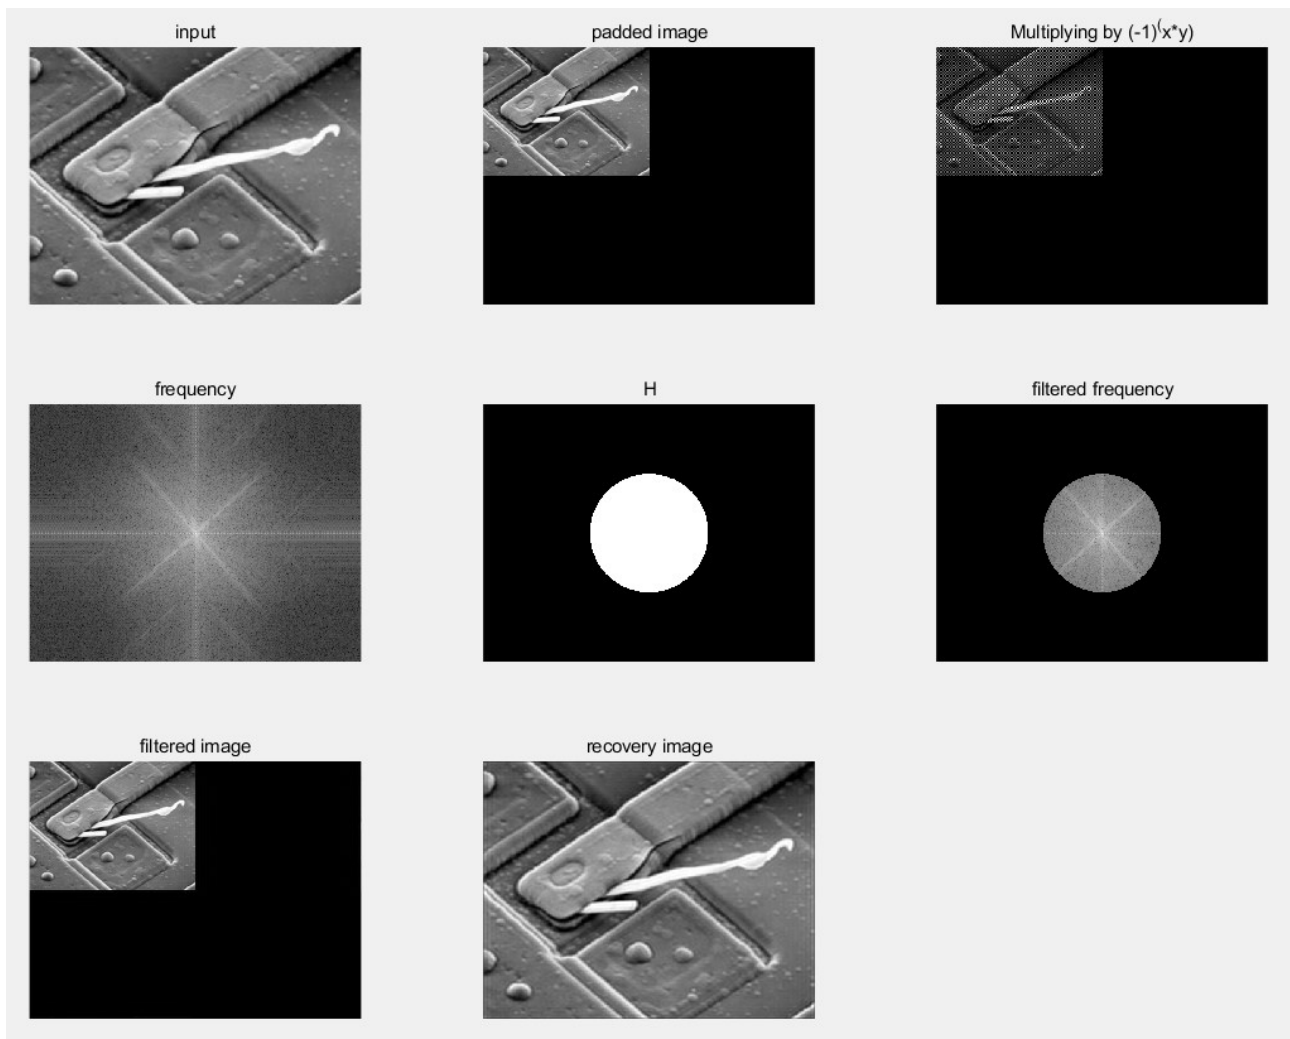 input
padded image
Multiplying by (-1)^(x*y)
frequency
H
filtered frequency
filtered image
recovery image